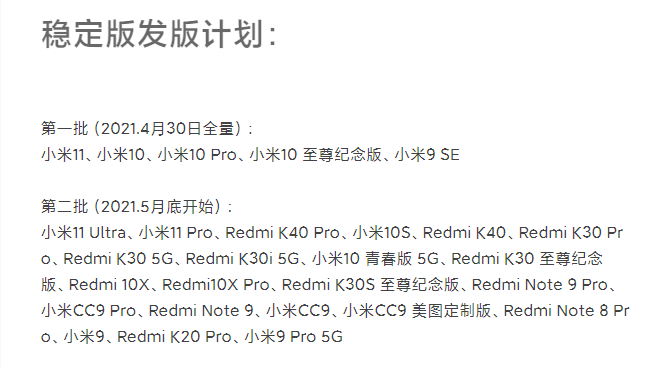 稳定版发版计划：
第一批（2021.4月30日全量）：
小米11、小米10、小米10 Pro、小米10 至尊纪念版、小米9 SE
第二批（2021.5月底开始）：
小米11 Ultra、小米11 Pro、Redmi K40 Pro、小米10S、Redmi K40、Redmi K30 Pr
o、Redmi K30 5G、Redmi K30i 5G、小米10 青春版 5G、Redmi K30 至尊纪念
版、Redmi 10X、Redmi10X Pro、Redmi K30S 至尊纪念版、Redmi Note 9 Pro、
小米CC9 Pro、Redmi Note 9、小米CC9、小米CC9 美图定制版、Redmi Note 8 Pr
o、小米9、Redmi K20 Pro、小米9 Pro 5G